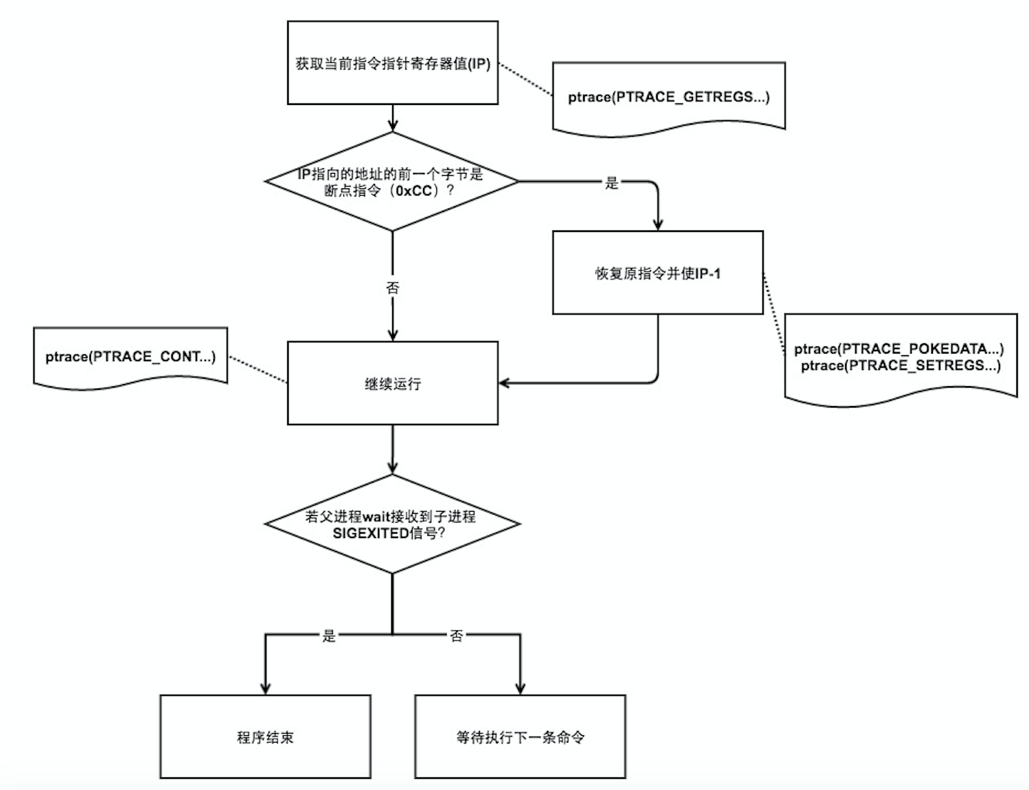 获取当前指令指针寄存器值(IP)
ptrace(PTRACE_GETREGS...)
IP指向的地址的前一个字节是
断点指令（0xCC）?
是
恢复原指令并使IP-1
否
ptrace(PTRACE_CONT...)
继续运行
ptrace(PTRACE_POKEDATA...)
ptrace(PTRACE_SETREGS...)
若父进程wait接收到子进程
SIGEXITED信号?
是
否
程序结束
等待执行下一条命令